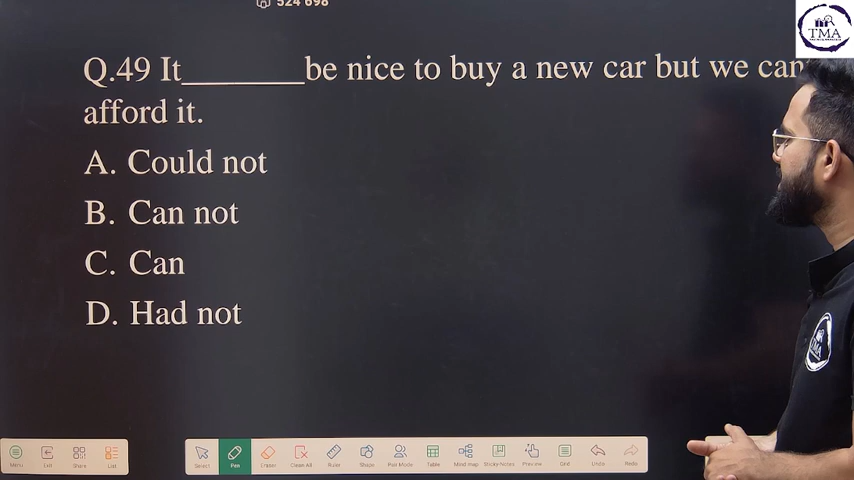 524 698
TMA
Q.49 It________be nice to buy a new car but we can
afford it.
A. Could not
B. Can not
C. Can
D. Had not
TMA
Menu Exit Share List Select Pen Eraser Clean All Ruler Shape Pair Mode Table Mind map Sticky-Notes Preview Grid Undo Redo